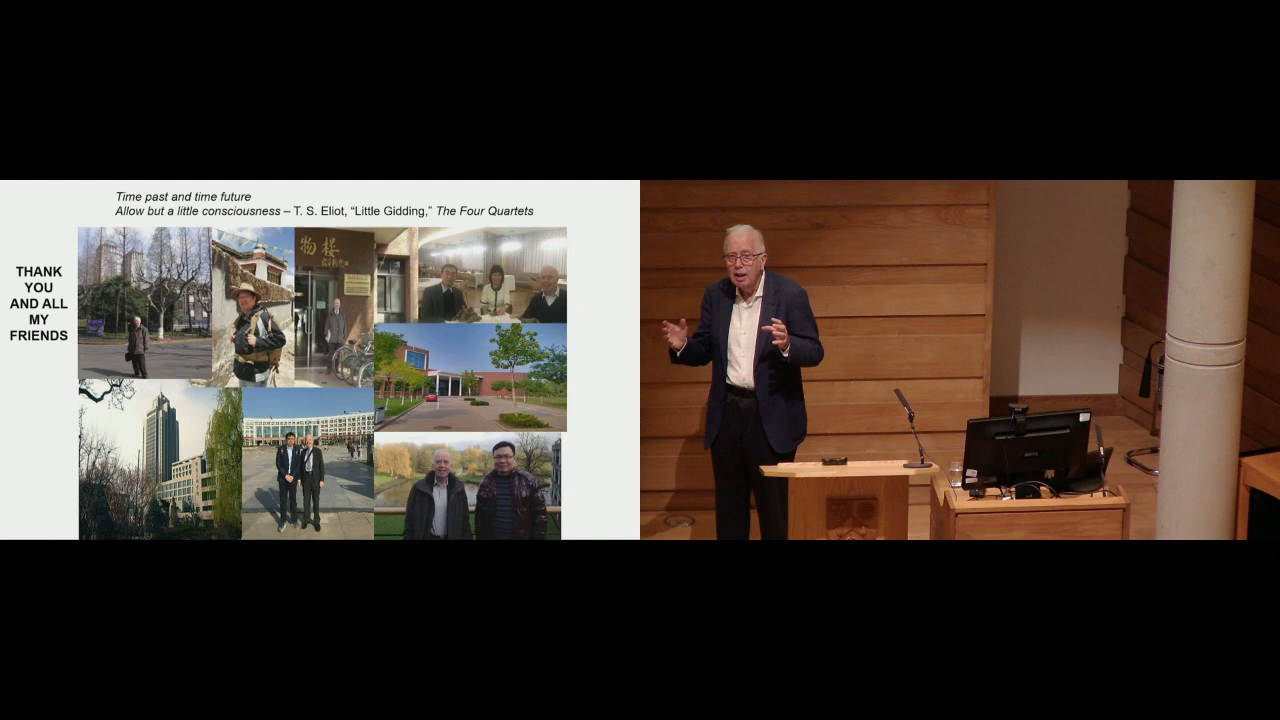 Time past and time future
Allow but a little consciousness – T. S. Eliot, “Little Gidding,” The Four Quartets
THANK
YOU
AND ALL
MY
FRIENDS
物 楼